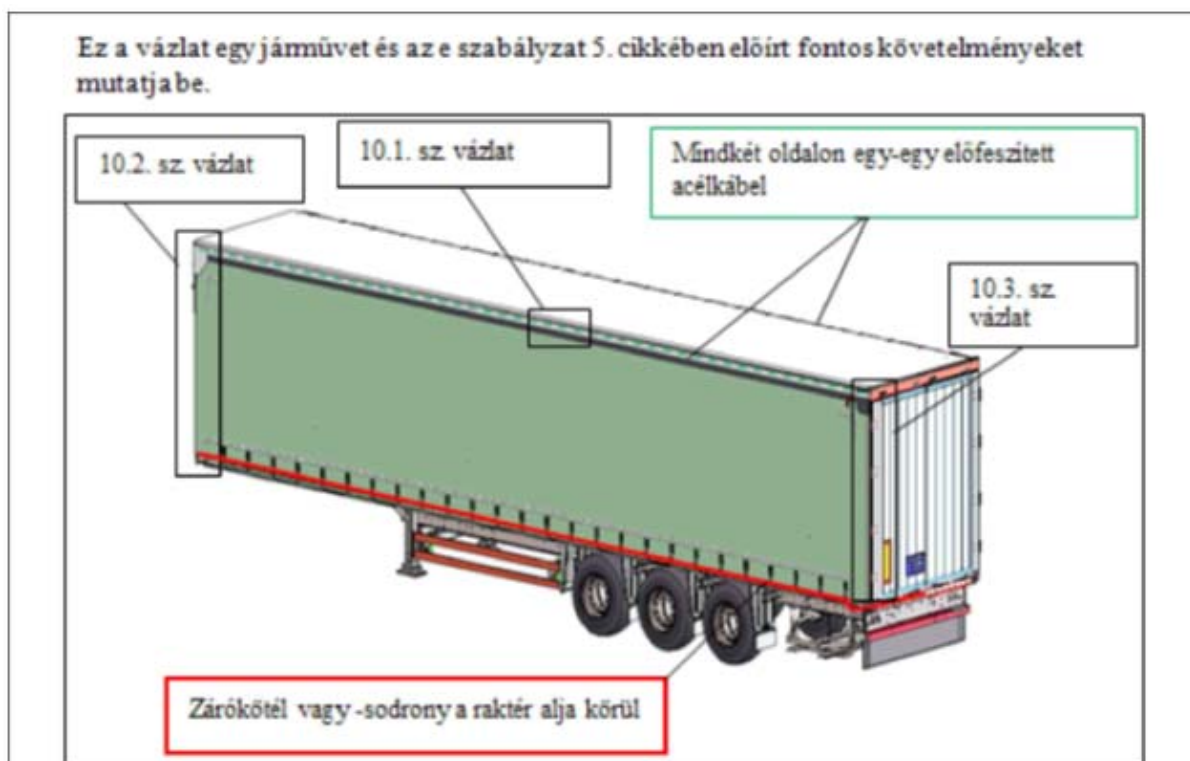 Ez a vázlat egy járművet és az e szabályzat 5. cikkében előírt fontos követelményeket
mutatja be.
10.2. sz. vázlat
10.1. sz. vázlat
Mindkét oldalon egy-egy előfeszített
acélkábel
10.3. sz.
vázlat
Zárókötél vagy -sodrony a raktér alja körül